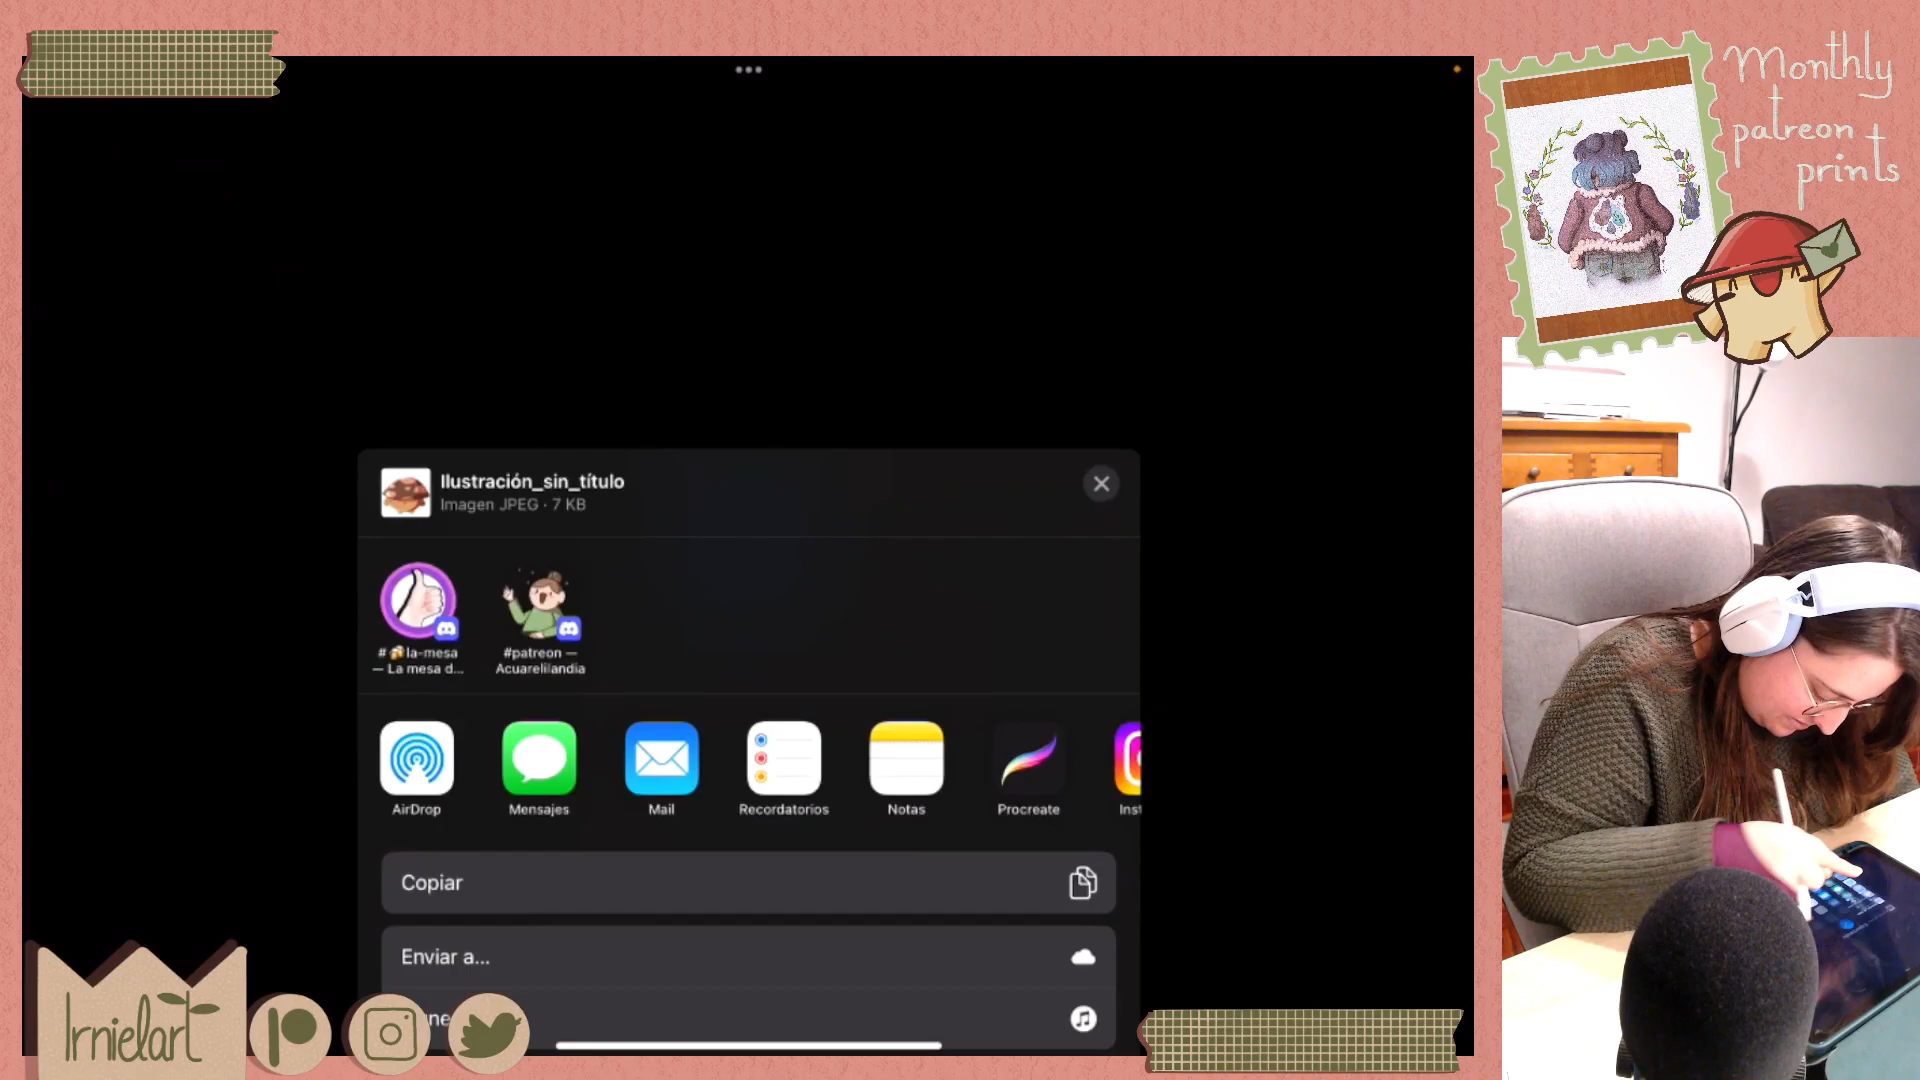 Monthly
patreon
prints
Ilustración_sin_título
Imagen JPEG · 7 KB
# la-mesa
— La mesa d...
#patreon —
Acuarelilandia
AirDrop
Mensajes
Mail
Recordatorios
Notas
Procreate
Inst
Copiar
Enviar a...
Irnielart